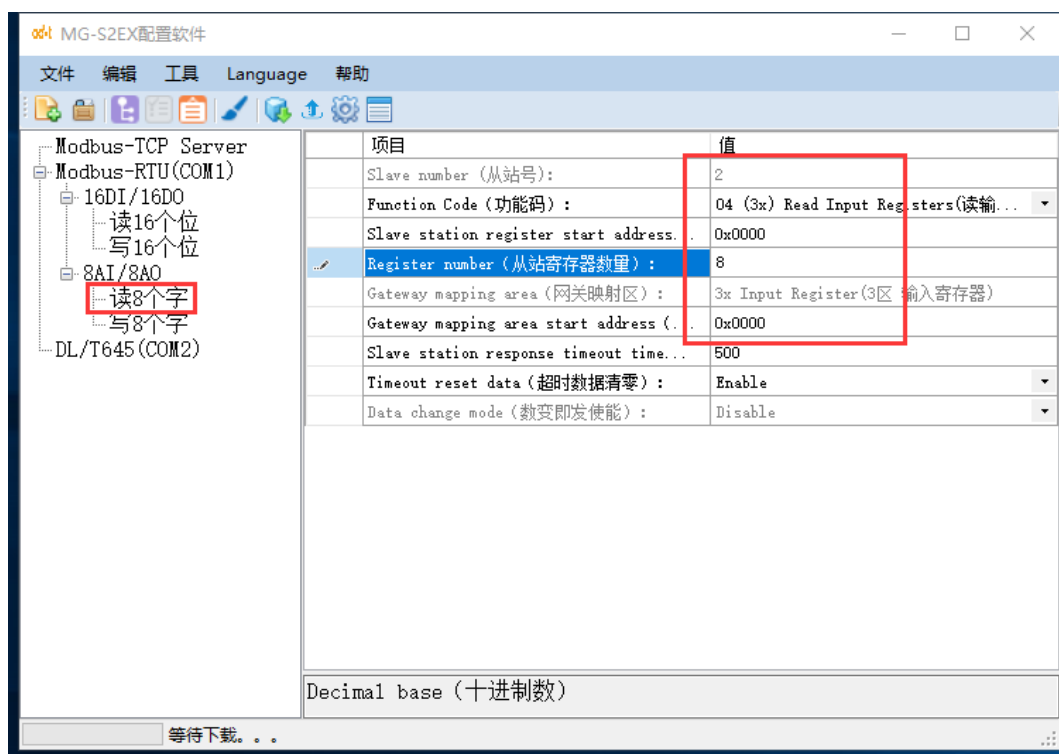 odot MG-S2EX配置软件
文件 编辑 工具 Language 帮助
Modbus-TCP Server
Modbus-RTU(COM1)
16DI/16DO
读16个位
写16个位
8AI/8AO
读8个字
写8个字
DL/T645(COM2)
项目 值
Slave number (从站号): 2
Function Code(功能码): 04 (3x) Read Input Registers(读输...
Slave station register start address... 0x0000
Register number(从站寄存器数量): 8
Gateway mapping area(网关映射区): 3x Input Register(3区 输入寄存器)
Gateway mapping area start address (... 0x0000
Slave station response timeout time... 500
Timeout reset data(超时数据清零): Enable
Data change mode(数变即发使能): Disable
Decimal base(十进制数)
等待下载。。。